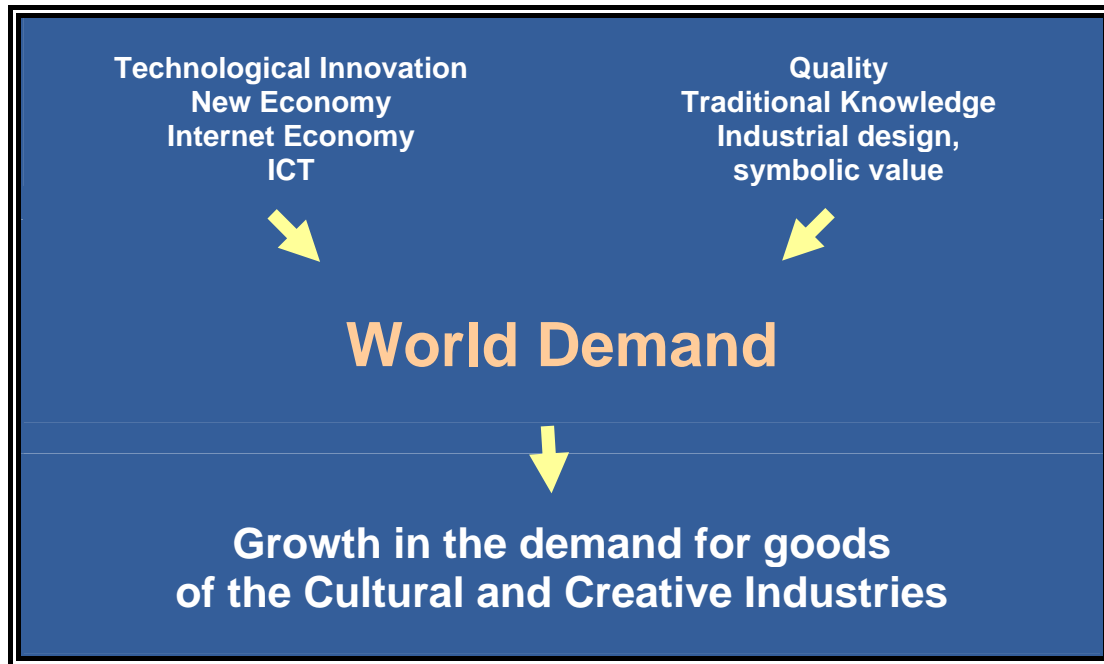 Technological Innovation
New Economy
Internet Economy
ICT
Quality
Traditional Knowledge
Industrial design,
symbolic value
World Demand
Growth in the demand for goods
of the Cultural and Creative Industries